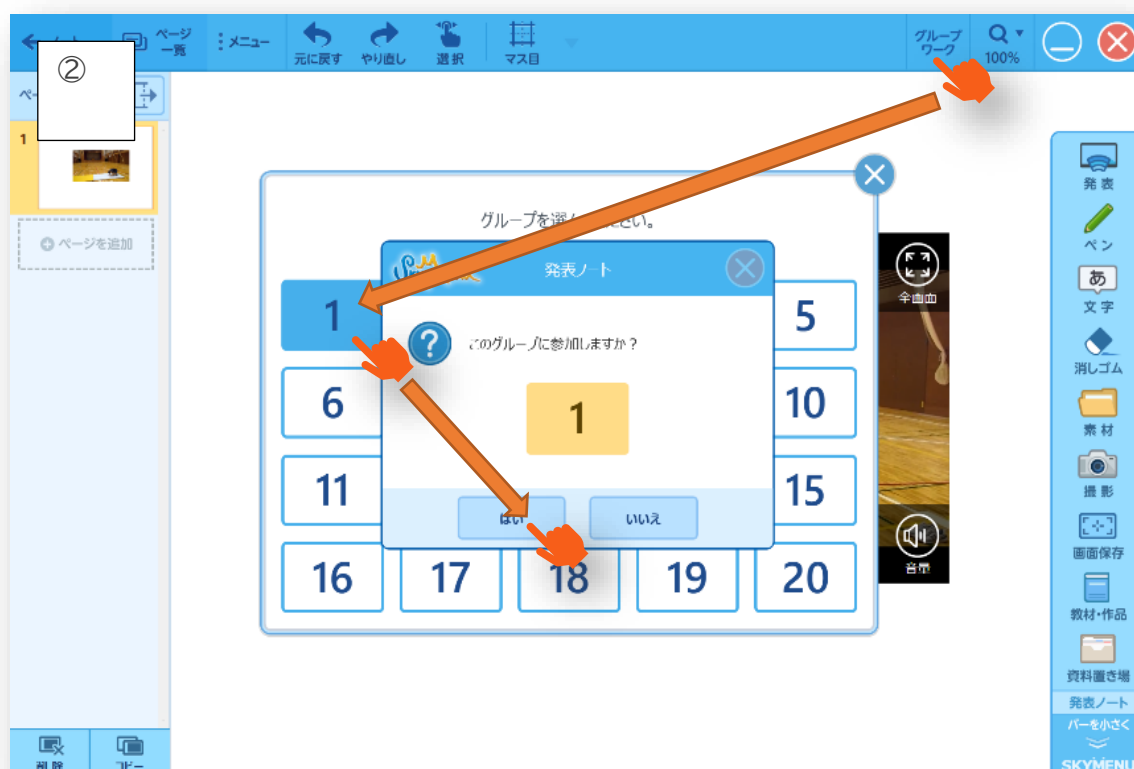 ②
ページ
一覧
メニュー
元に戻す
やり直し
選択
マス目
グループ
ワーク
100%
1
ページを追加
グループを選
さい。
発表ノート
このグループに参加しますか？
1
はい
いいえ
1
5
6
10
11
15
16
17
18
19
20
全画面
音量
発表
ペン
あ
文字
消しゴム
素材
撮影
画面保存
教材・作品
資料置き場
発表ノート
バーを小さく
SKYMENU
削除
コピー